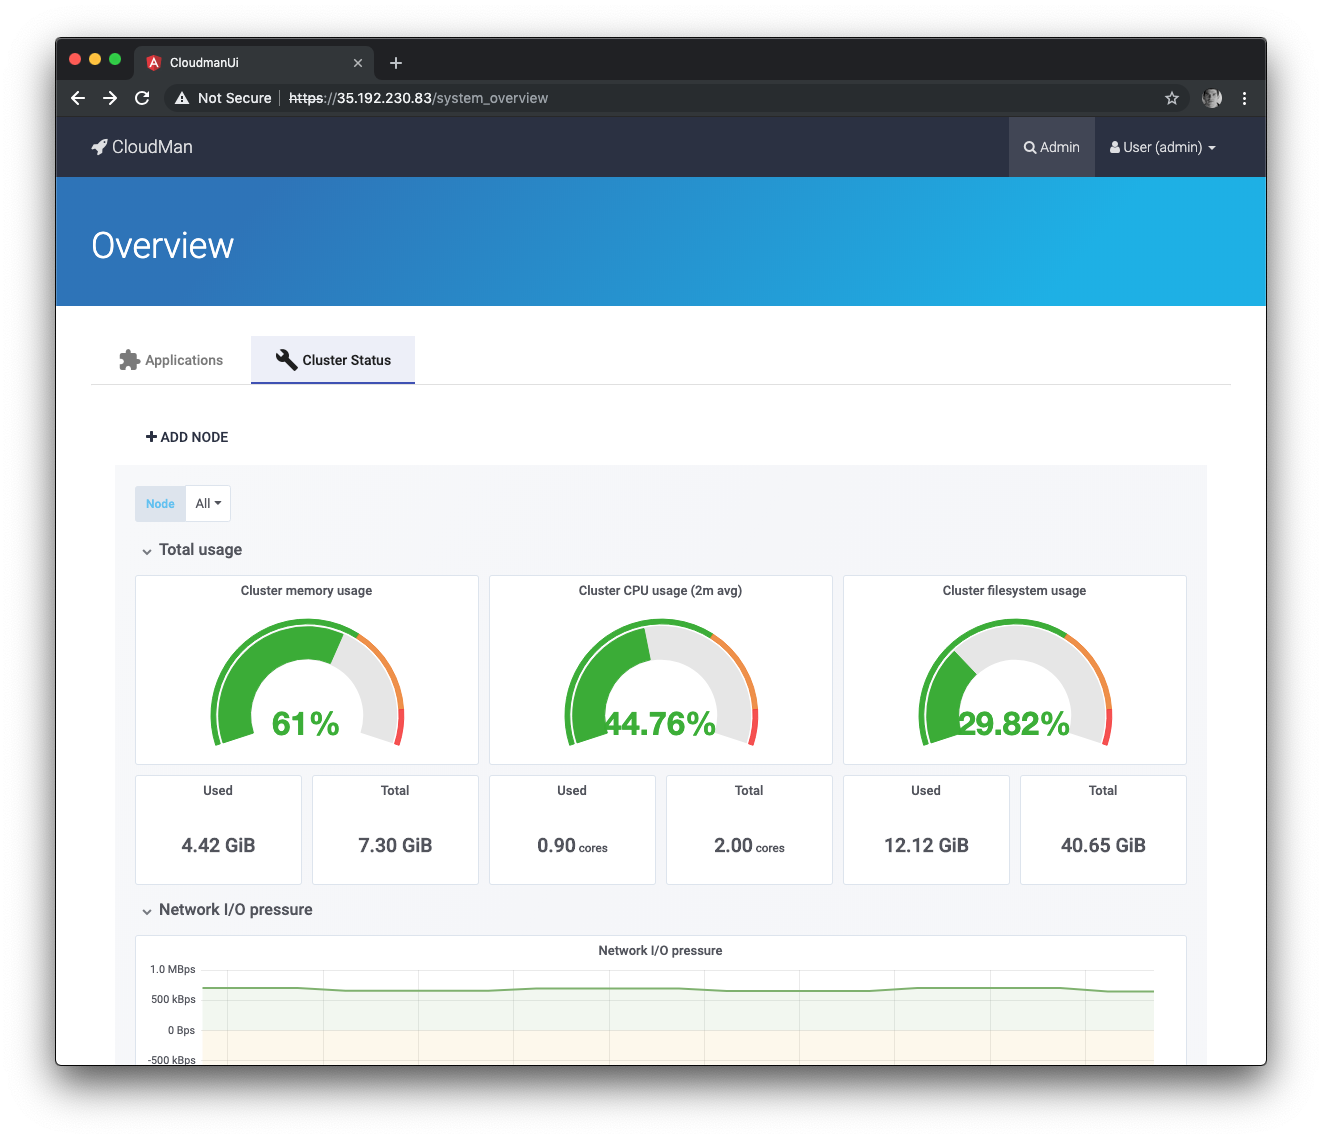 CloudmanUi
Not Secure https://35.192.230.83/system_overview
CloudMan
Admin
User (admin)
Overview
Applications
Cluster Status
ADD NODE
Node
All
Total usage
Cluster memory usage
61%
Cluster CPU usage (2m avg)
44.76%
Cluster filesystem usage
29.82%
Used
4.42 GiB
Total
7.30 GiB
Used
0.90 cores
Total
2.00 cores
Used
12.12 GiB
Total
40.65 GiB
Network I/O pressure
Network I/O pressure
1.0 MBps
500 kBps
0 Bps
-500 kBps